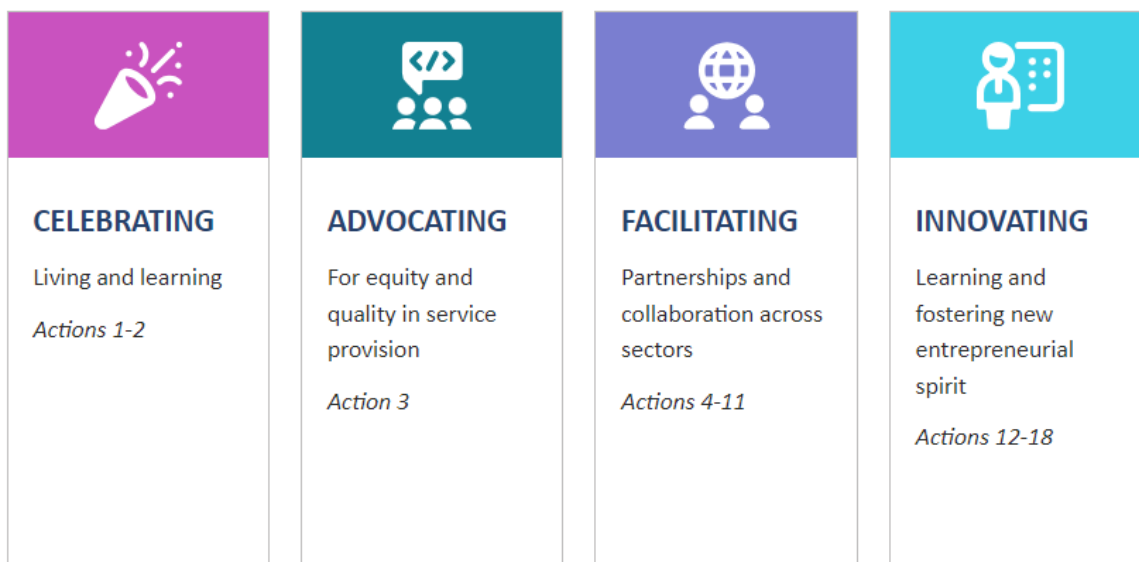 </>
CELEBRATING
Living and learning
Actions 1-2
ADVOCATING
For equity and
quality in service
provision
Action 3
FACILITATING
Partnerships and
collaboration across
sectors
Actions 4-11
INNOVATING
Learning and
fostering new
entrepreneurial
spirit
Actions 12-18